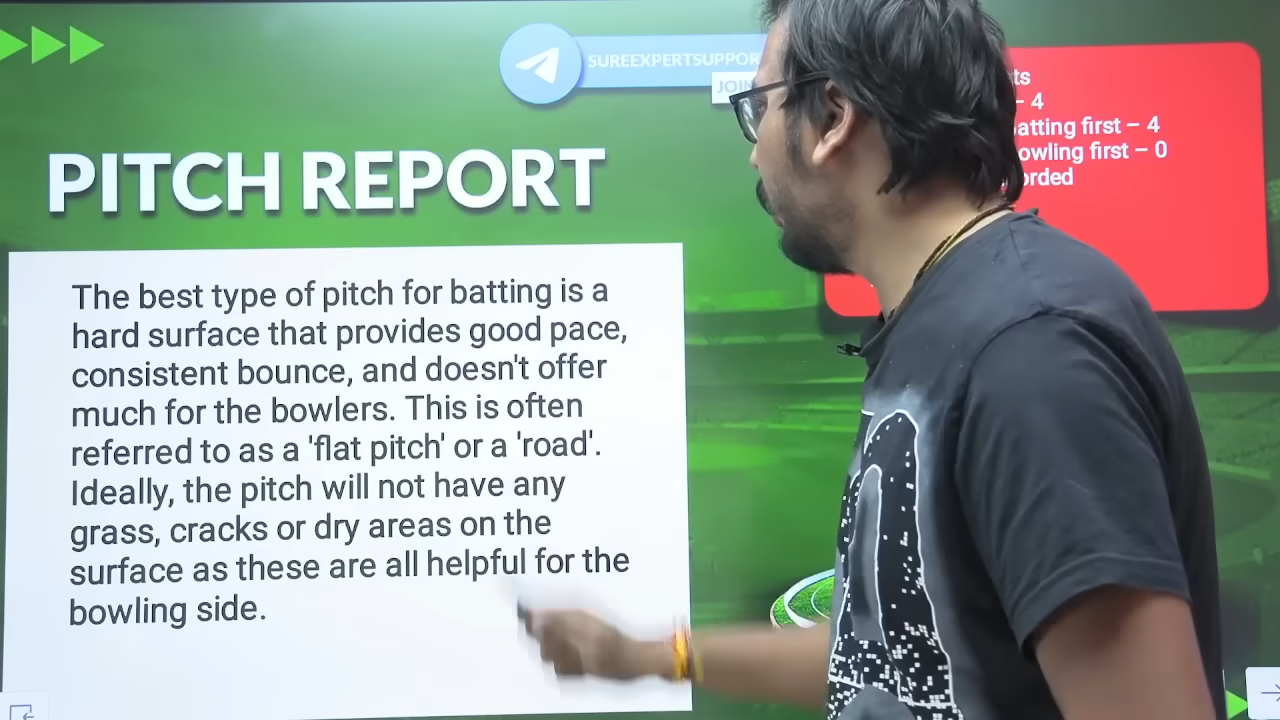 SUREEXPERTSUPPOR
JOIN
ts
– 4
atting first – 4
owling first – 0
orded
PITCH REPORT
The best type of pitch for batting is a
hard surface that provides good pace,
consistent bounce, and doesn't offer
much for the bowlers. This is often
referred to as a 'flat pitch' or a 'road'.
Ideally, the pitch will not have any
grass, cracks or dry areas on the
surface as these are all helpful for the
bowling side.